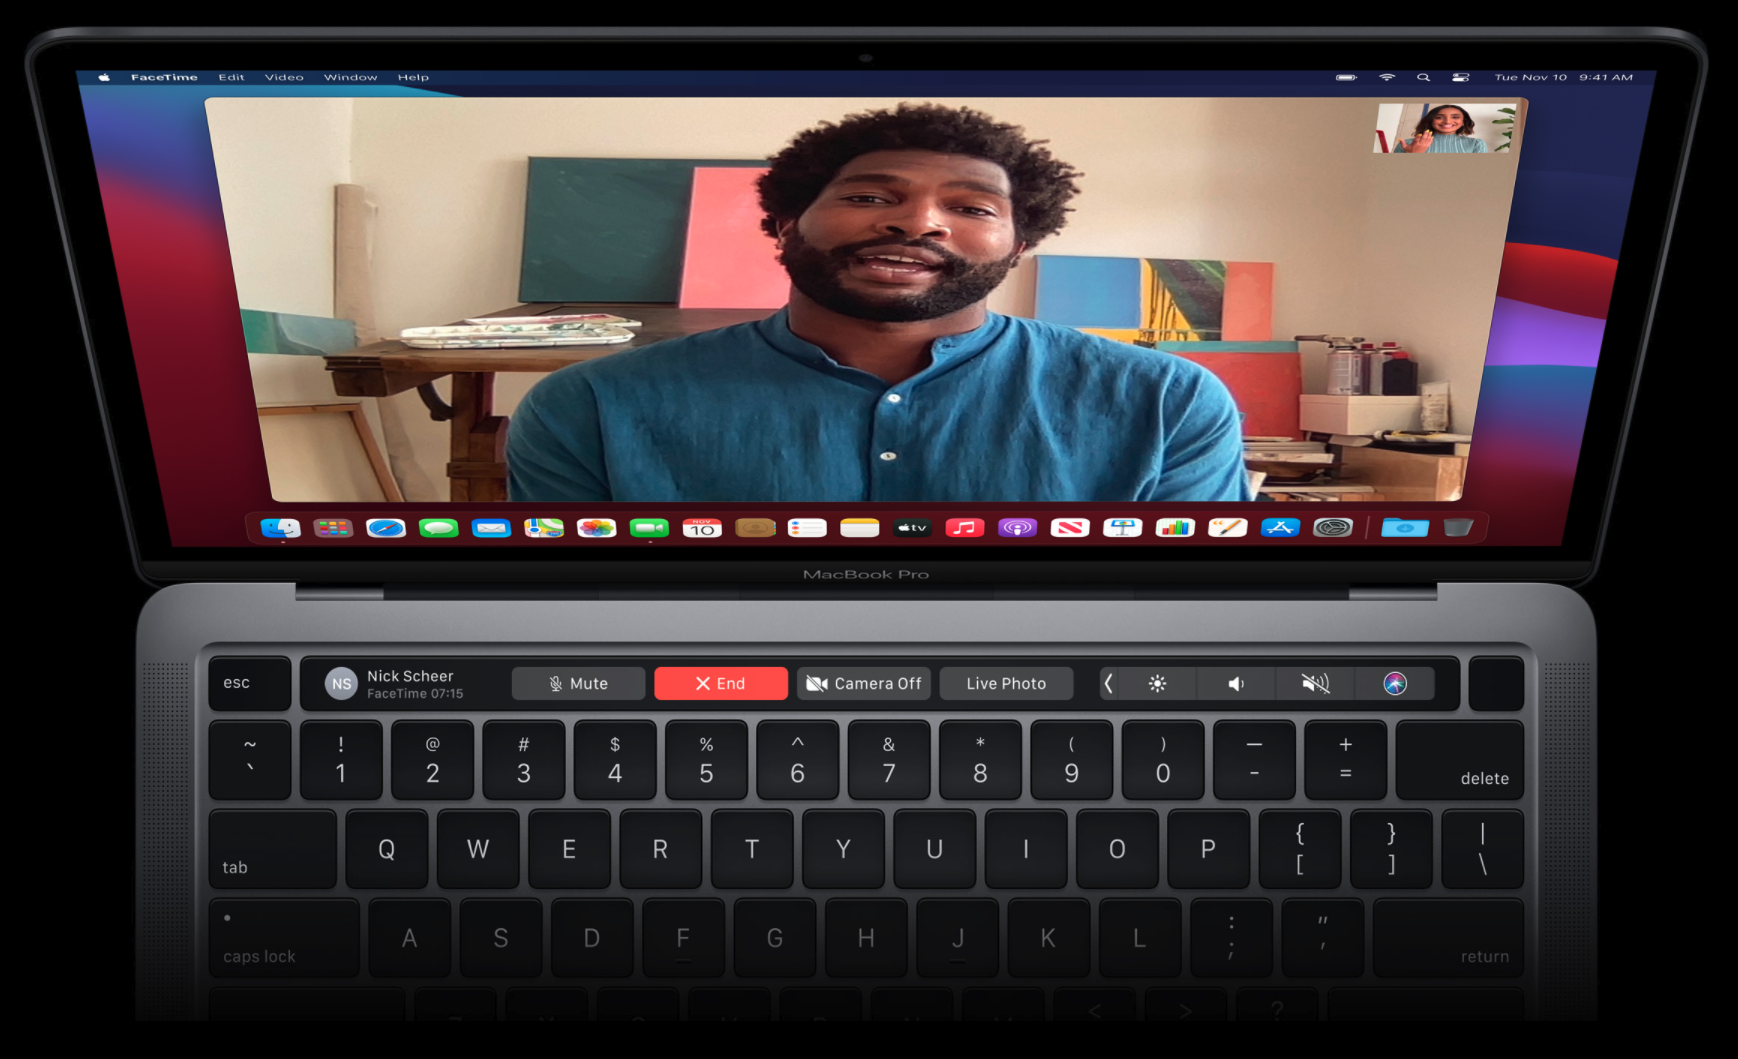 FaceTime Edit Video Window Help Tue Nov 10 9:41 AM
NOV
10
tv
MacBook Pro
esc NS Nick Scheer Mute End Camera Off Live Photo
FaceTime 07:15
~ ! @ # $ % ^ & * ( ) — +
` 1 2 3 4 5 6 7 8 9 0 - = delete
tab Q W E R T Y U I O P { [ } ] | \
caps lock A S D F G H J K L : ; " ' return
< > ?